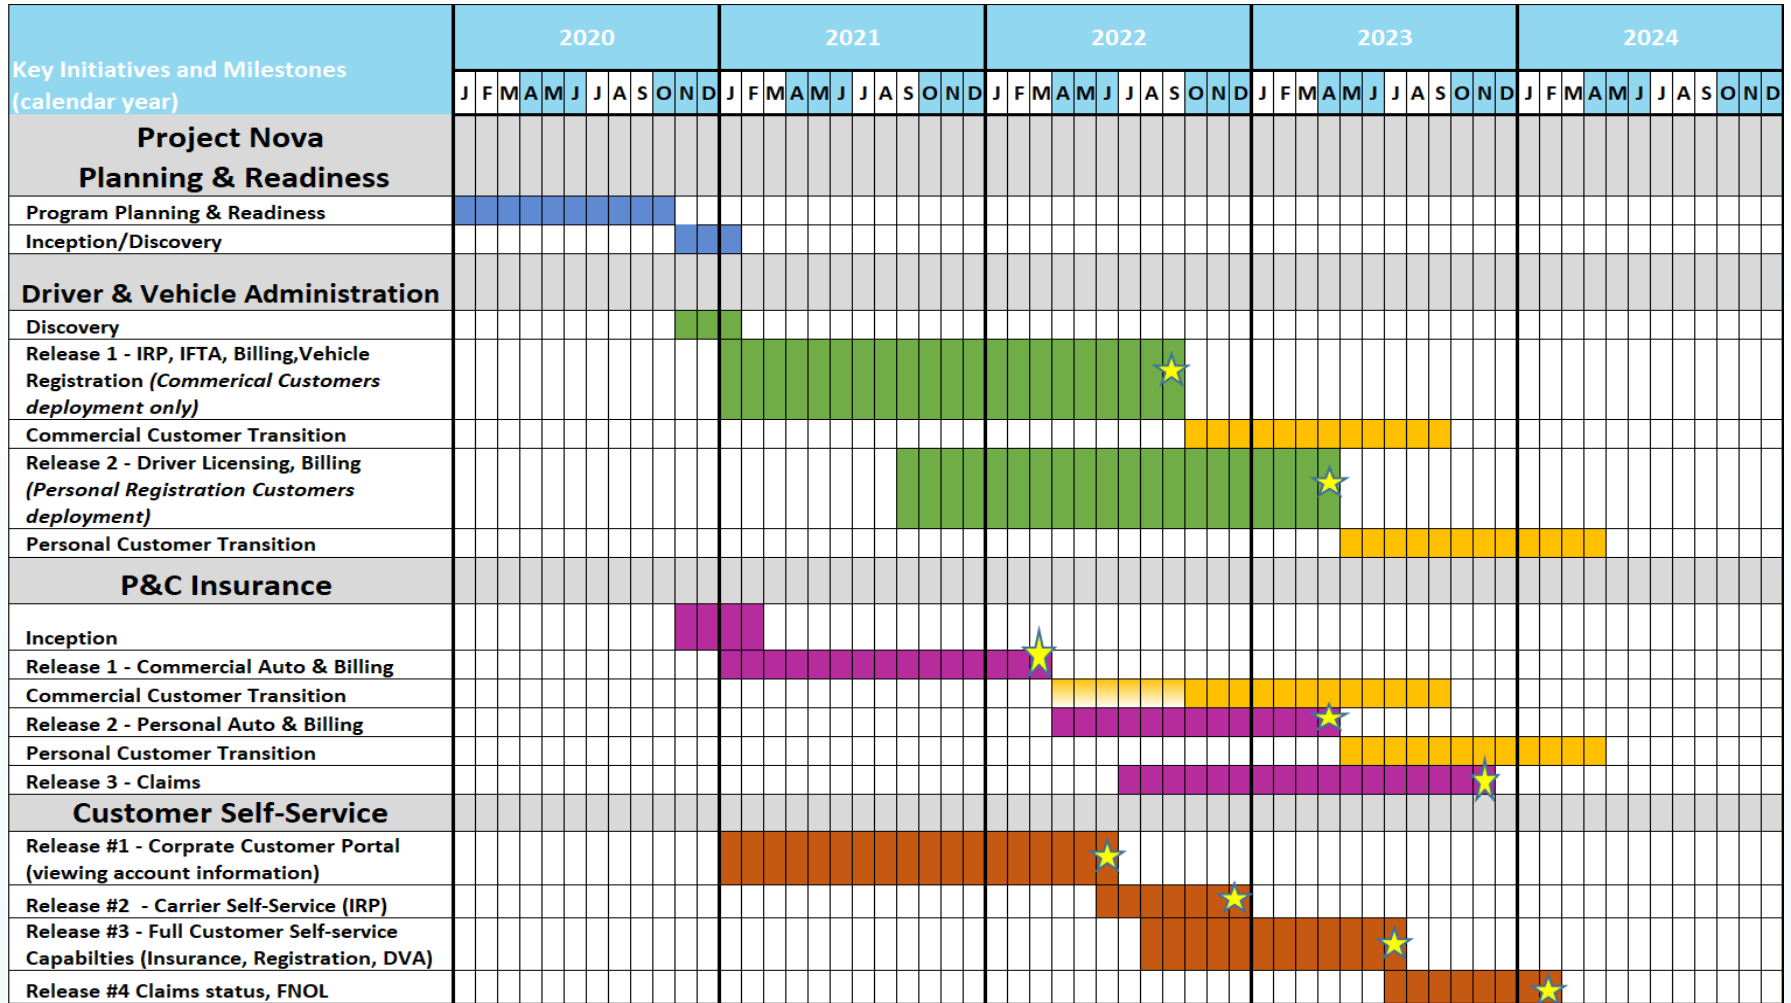 2020 2021 2022 2023 2024
Key Initiatives and Milestones
(calendar year)
J F M A M J J A S O N D J F M A M J J A S O N D J F M A M J J A S O N D J F M A M J J A S O N D J F M A M J J A S O N D
Project Nova
Planning & Readiness
Program Planning & Readiness
Inception/Discovery
Driver & Vehicle Administration
Discovery
Release 1 - IRP, IFTA, Billing,Vehicle
Registration (Commerical Customers
deployment only)
Commercial Customer Transition
Release 2 - Driver Licensing, Billing
(Personal Registration Customers
deployment)
Personal Customer Transition
P&C Insurance
Inception
Release 1 - Commercial Auto & Billing
Commercial Customer Transition
Release 2 - Personal Auto & Billing
Personal Customer Transition
Release 3 - Claims
Customer Self-Service
Release #1 - Corprate Customer Portal
(viewing account information)
Release #2 - Carrier Self-Service (IRP)
Release #3 - Full Customer Self-service
Capabilties (Insurance, Registration, DVA)
Release #4 Claims status, FNOL